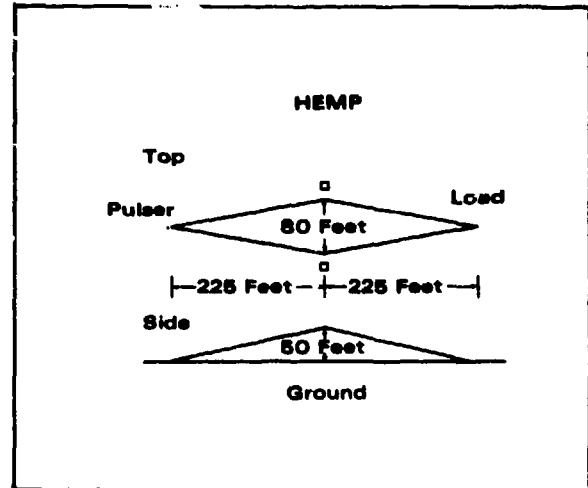 HEMP
Top
Pulser
Load
80 Feet
225 Feet
225 Feet
Side
50 Feet
Ground